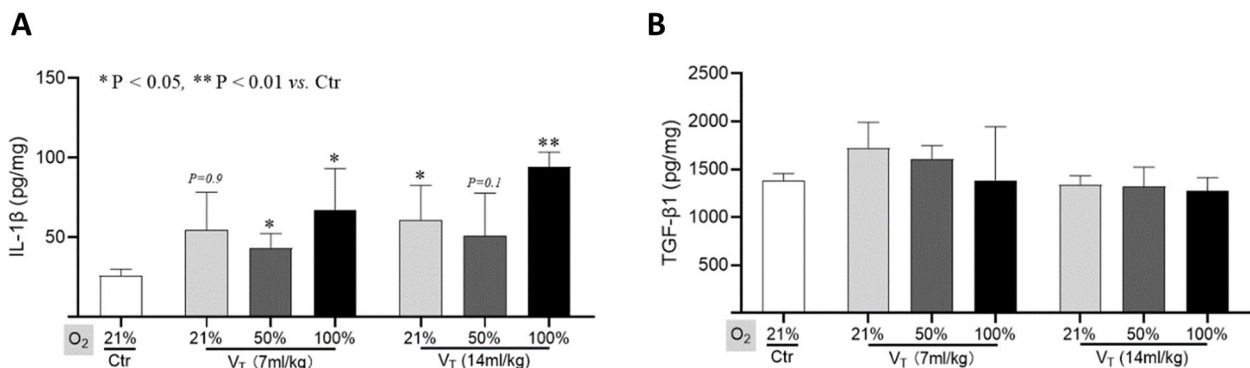 A
* P < 0.05, ** P < 0.01 vs. Ctr
IL-1β (pg/mg)
150
100
50
P=0.9
*
*
*
P=0.1
**
O2
21%
21%
50%
100%
21%
50%
100%
Ctr
VT (7ml/kg)
VT (14ml/kg)
B
TGF-β1 (pg/mg)
2500
2000
1500
1000
500
O2
21%
21%
50%
100%
21%
50%
100%
Ctr
VT (7ml/kg)
VT (14ml/kg)